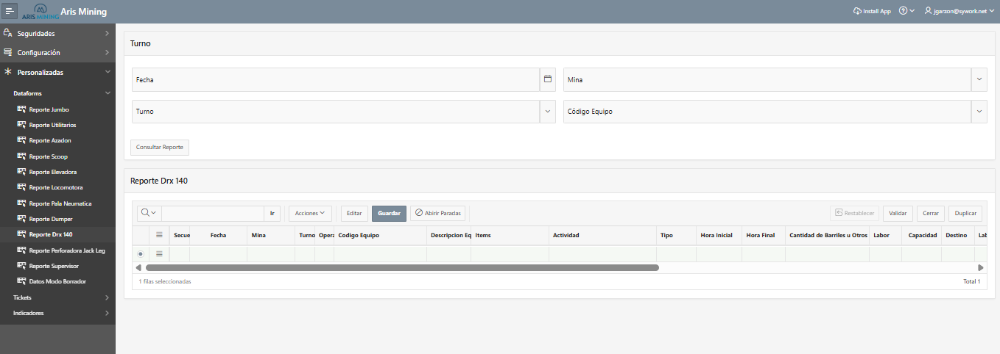 ARIS MINING Aris Mining Install App jgarzon@sywork.net
Seguridades
Configuración
Personalizadas
Dataforms
Reporte Jumbo
Reporte Utilitarios
Reporte Azadon
Reporte Scoop
Reporte Elevadora
Reporte Locomotora
Reporte Pala Neumatica
Reporte Dumper
Reporte Drx 140
Reporte Perforadora Jack Leg
Reporte Supervisor
Datos Modo Borrador
Tickets
Indicadores
Turno
Fecha Mina
Turno Código Equipo
Consultar Reporte
Reporte Drx 140
Ir Acciones Editar Guardar Abirir Paradas Restablecer Validar Cerrar Duplicar
Secue Fecha Mina Turno Opera Codigo Equipo Descripcion Eq Items Actividad Tipo Hora Inicial Hora Final Cantidad de Barriles u Otros Labor Capacidad Destino Lab
1 filas seleccionadas Total 1